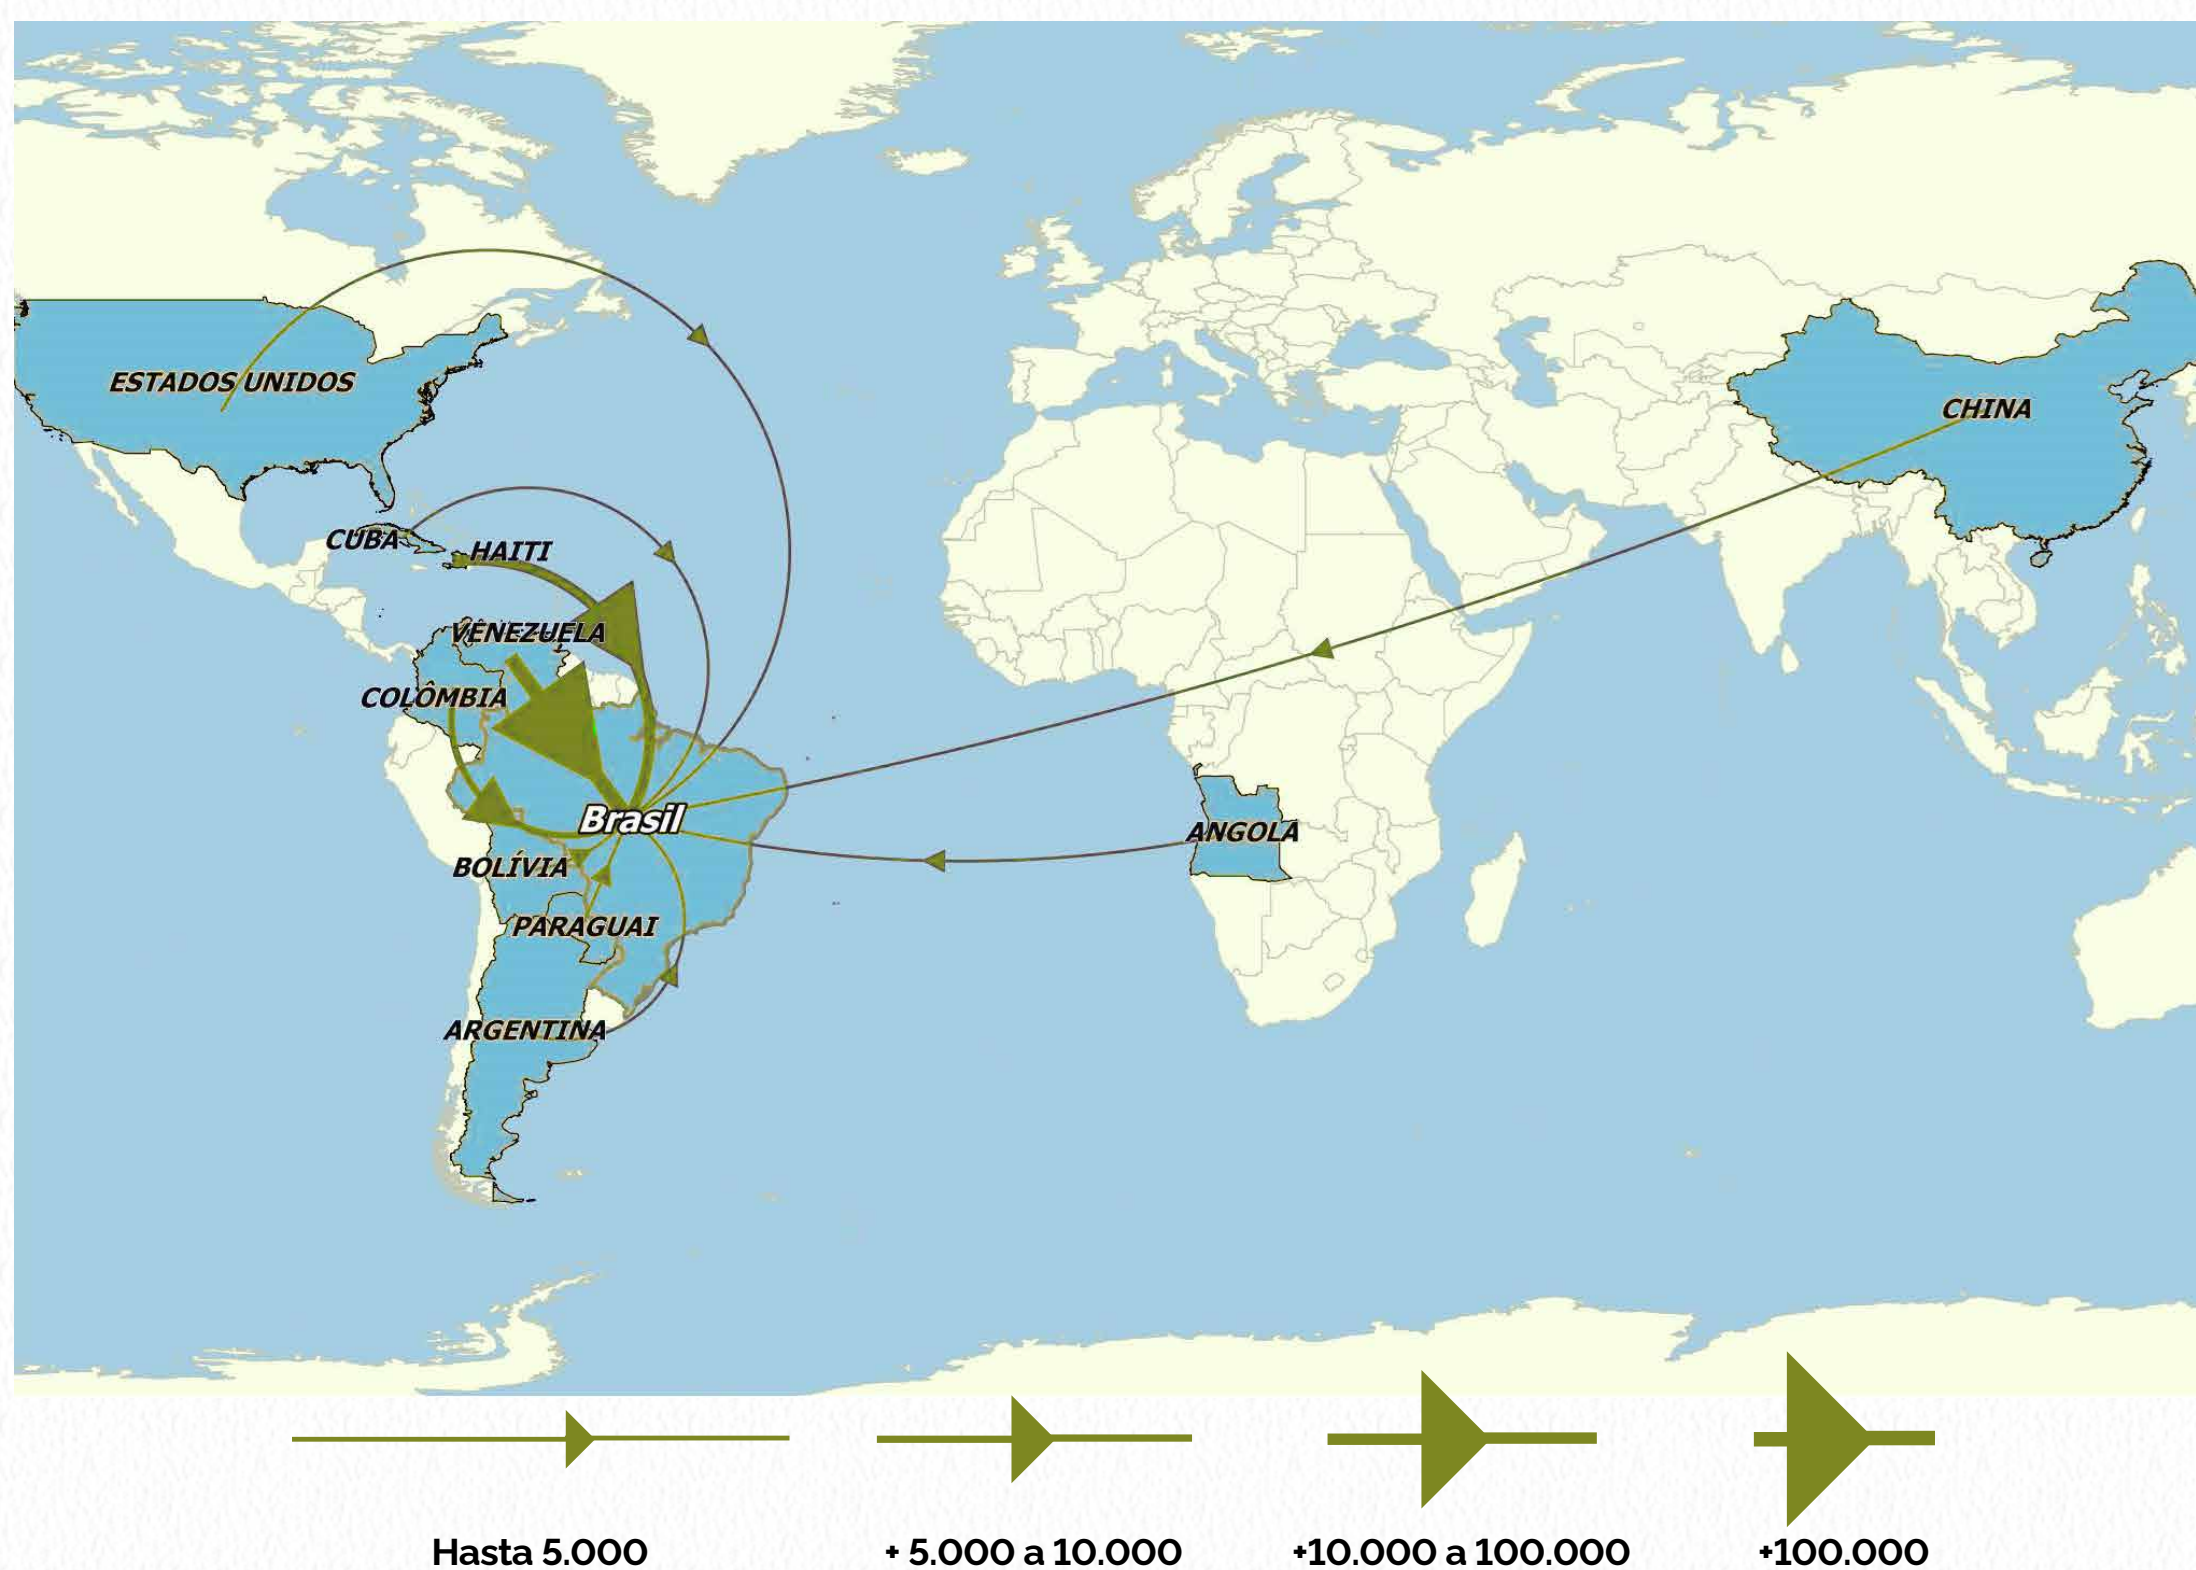 ESTADOS UNIDOS
CHINA
CUBA
HAITI
VENEZUELA
COLÔMBIA
Brasil
ANGOLA
BOLÍVIA
PARAGUAI
ARGENTINA
Hasta 5.000
+ 5.000 a 10.000
+10.000 a 100.000
+100.000